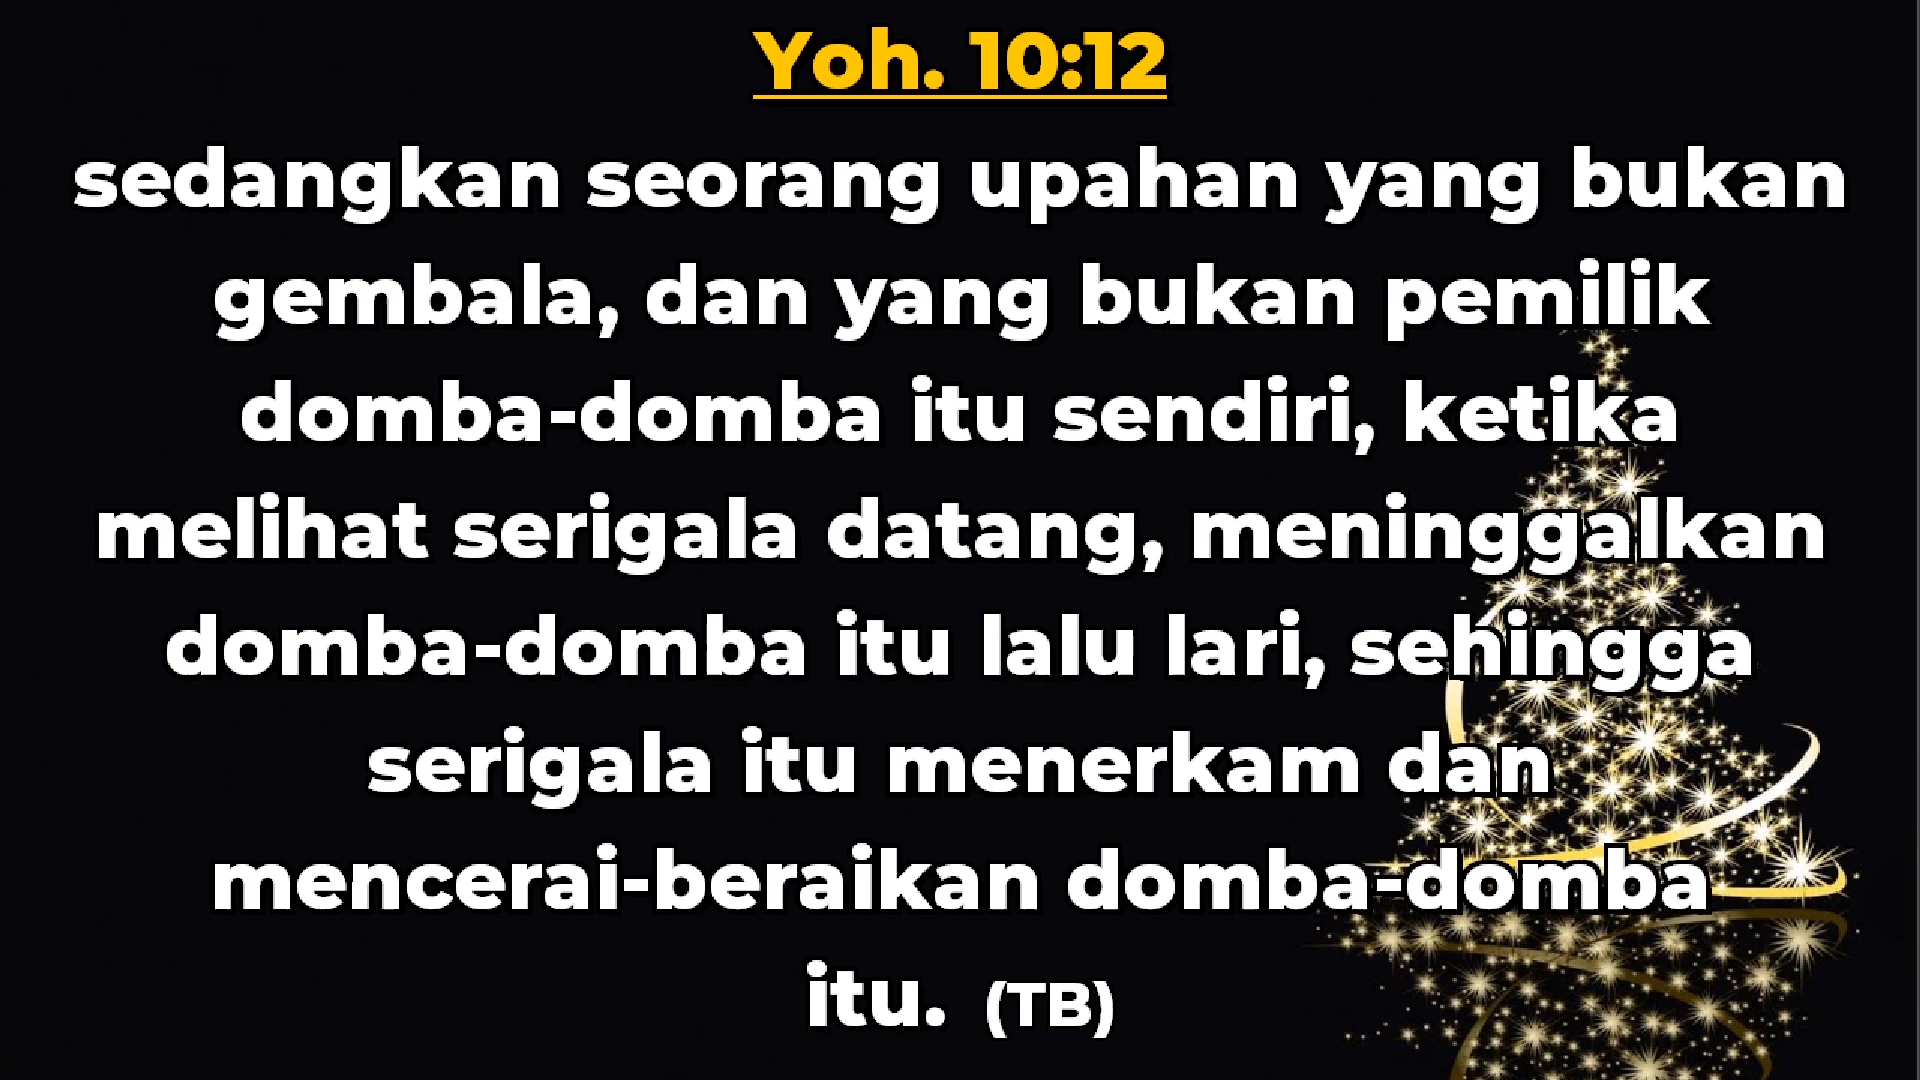 Yoh. 10:12
sedangkan seorang upahan yang bukan
gembala, dan yang bukan pemilik
domba-domba itu sendiri, ketika
melihat serigala datang, meninggalkan
domba-domba itu lalu lari, sehingga
serigala itu menerkam dan
mencerai-beraikan domba-domba
itu. (TB)